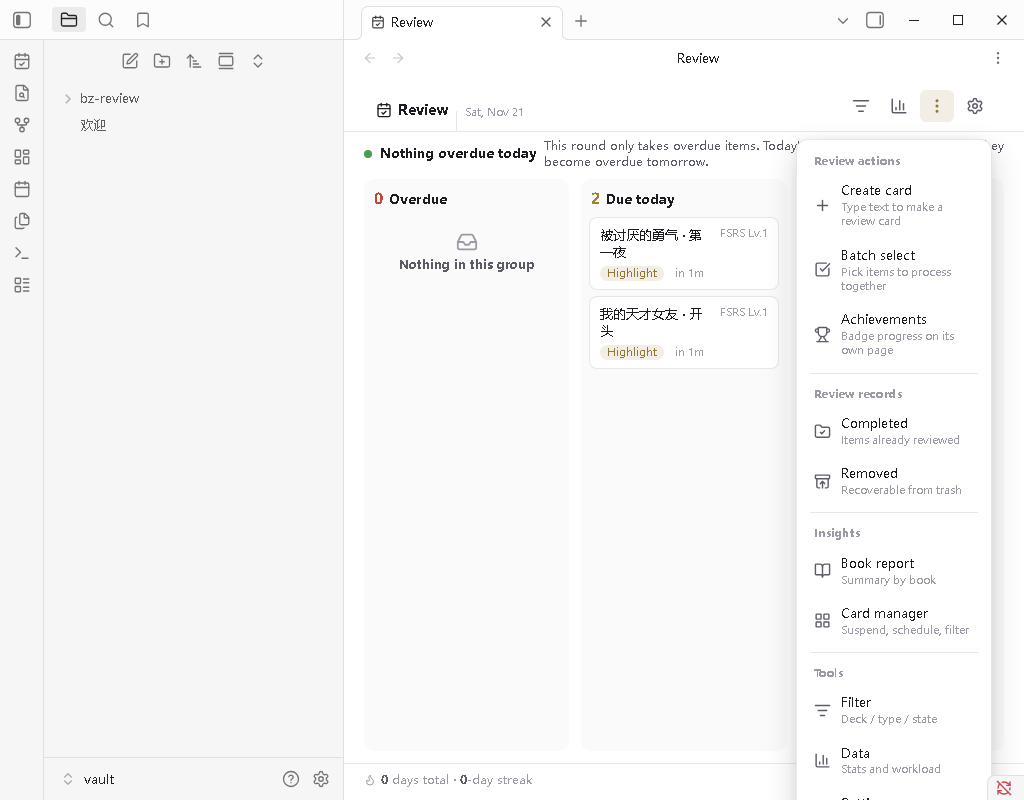 Review
Review
bz-review
欢迎
Review
Sat, Nov 21
Nothing overdue today
This round only takes overdue items. Today'
ey
become overdue tomorrow.
0 Overdue
Nothing in this group
2 Due today
被讨厌的勇气 · 第
一夜
FSRS Lv.1
Highlight
in 1m
我的天才女友 · 开
头
FSRS Lv.1
Highlight
in 1m
Review actions
Create card
Type text to make a
review card
Batch select
Pick items to process
together
Achievements
Badge progress on its
own page
Review records
Completed
Items already reviewed
Removed
Recoverable from trash
Insights
Book report
Summary by book
Card manager
Suspend, schedule, filter
Tools
Filter
Deck / type / state
Data
Stats and workload
vault
0 days total · 0-day streak